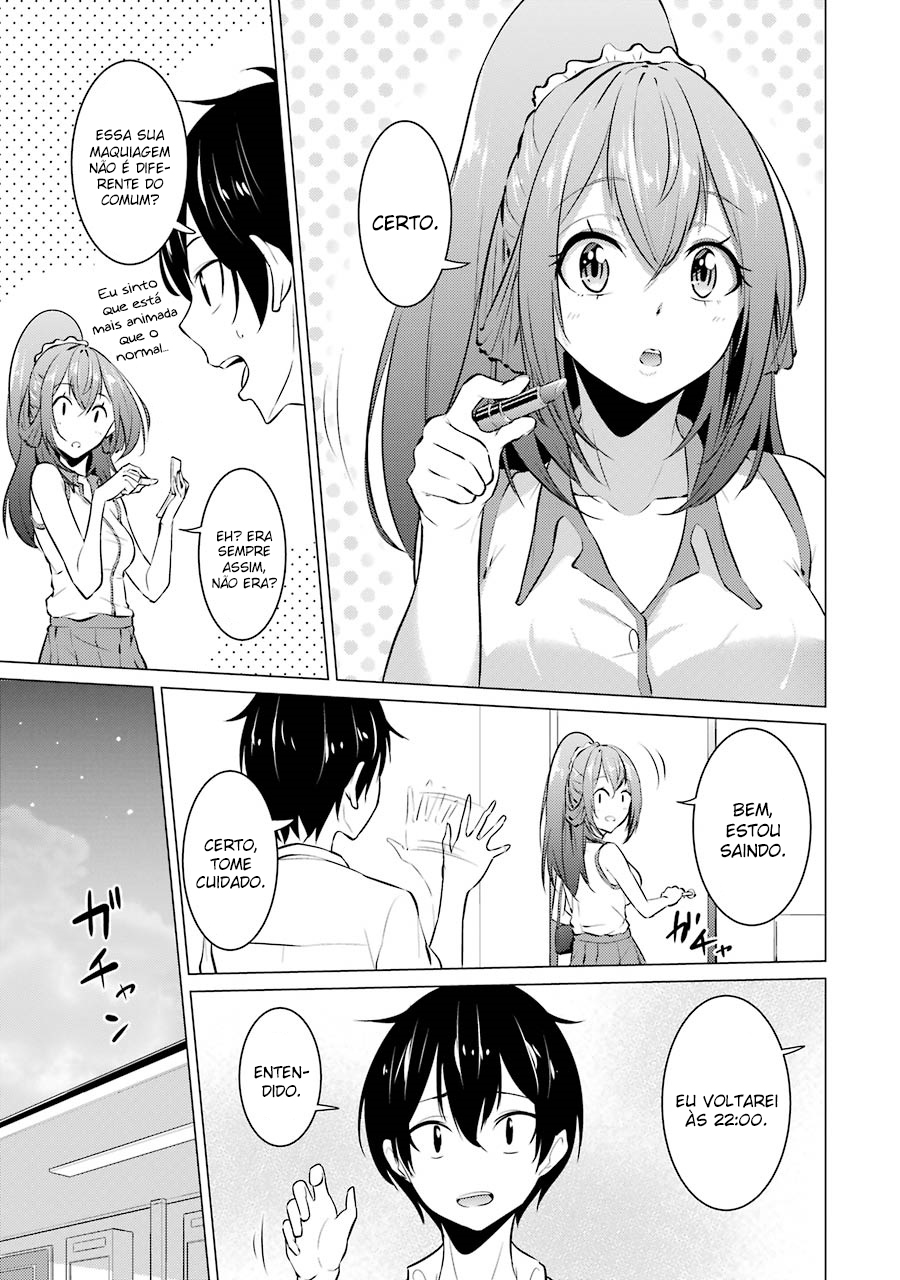 CERTO.
ESSA SUA
MAQUIAGEM
NÃO É DIFE-
RENTE DO
COMUM?
Eu sinto
que está
mais animada
que o
normal...
EH? ERA
SEMPRE
ASSIM,
NÃO ERA?
BEM,
ESTOU
SAINDO.
ガチャ
CERTO,
TOME
CUIDADO.
EU VOLTAREI
ÀS 22:00.
ENTEN-
DIDO.
ガチャン